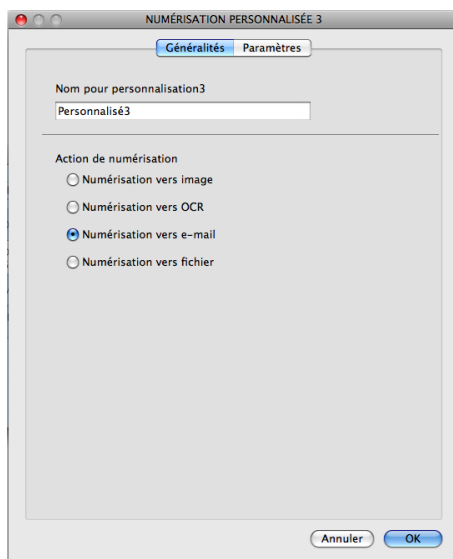 NUMÉRISATION PERSONNALISÉE 3
Généralités Paramètres
Nom pour personnalisation3
Personnalisé3
Action de numérisation
Numérisation vers image
Numérisation vers OCR
Numérisation vers e-mail
Numérisation vers fichier
Annuler OK